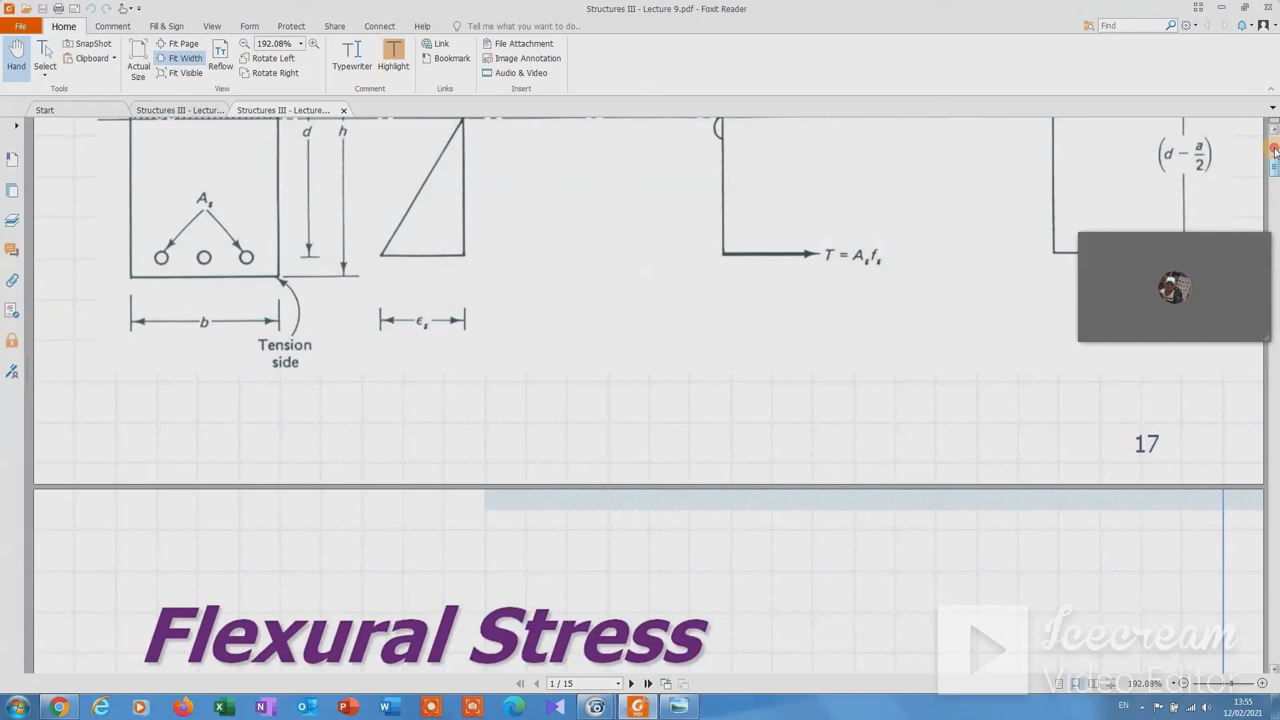 Structures III - Lecture 9.pdf - Foxit Reader
File Home Comment Fill & Sign View Form Protect Share Connect Help Tell me what you want to do.. Find
Hand
Select
SnapShot
Clipboard
Tools
Actual Size
Fit Page
Fit Width
Fit Visible
Reflow
192.08%
Rotate Left
Rotate Right
View
Typewriter
Highlight
Comment
Link
Bookmark
Links
File Attachment
Image Annotation
Audio & Video
Insert
Start Structures III - Lectur... Structures III - Lecture...
d h
(d − a/2)
A_s
T = A_s f_s
b
ϵ_s
Tension
side
17
Flexural Stress
Icecream
Video Editor
1 / 15
192.08%
EN
13:55
12/02/2021